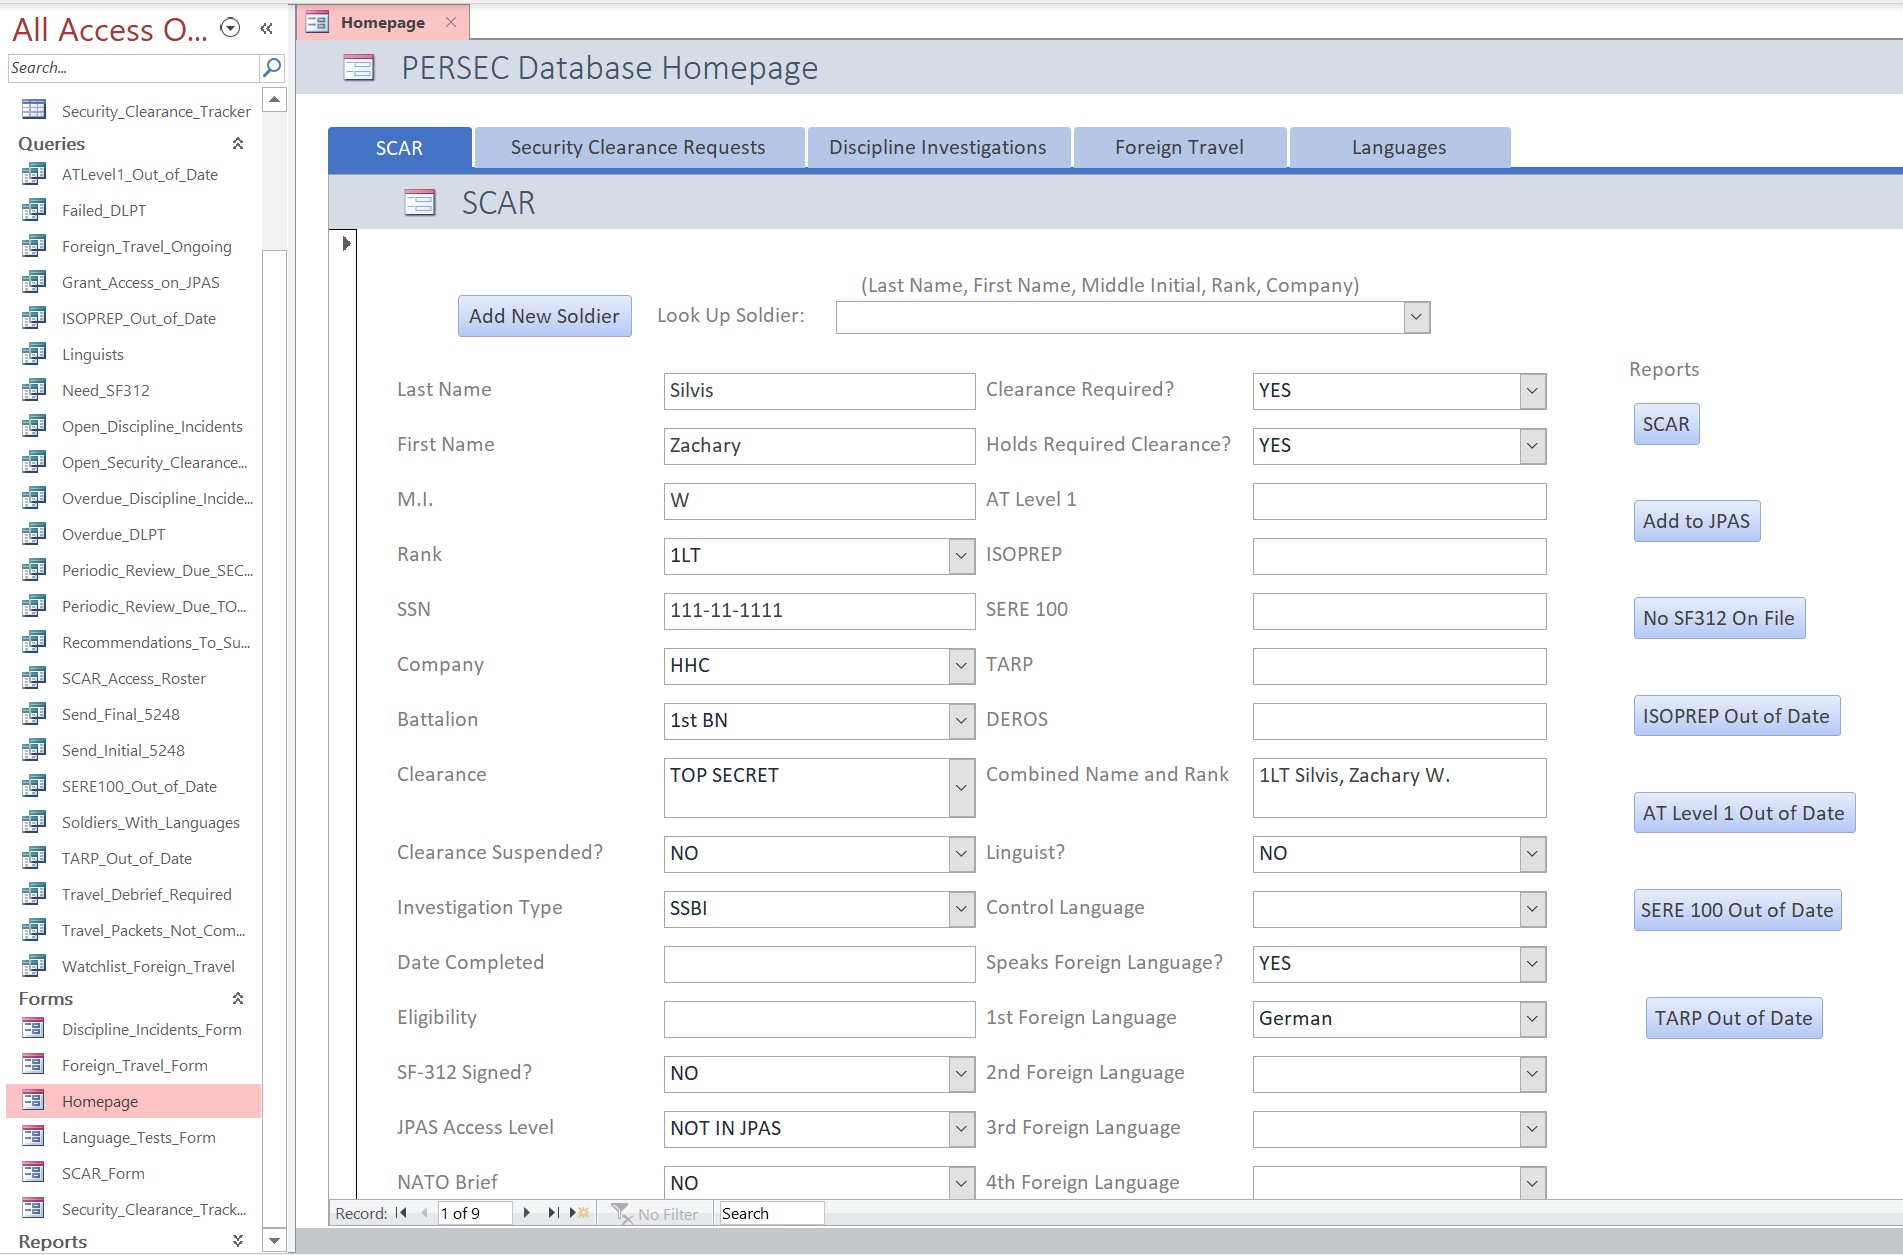 All Access O...
Search...
Security_Clearance_Tracker
Queries
ATLevel1_Out_of_Date
Failed_DLPT
Foreign_Travel_Ongoing
Grant_Access_on_JPAS
ISOPREP_Out_of_Date
Linguists
Need_SF312
Open_Discipline_Incidents
Open_Security_Clearance...
Overdue_Discipline_Incide...
Overdue_DLPT
Periodic_Review_Due_SEC...
Periodic_Review_Due_TO...
Recommendations_To_Su...
SCAR_Access_Roster
Send_Final_5248
Send_Initial_5248
SERE100_Out_of_Date
Soldiers_With_Languages
TARP_Out_of_Date
Travel_Debrief_Required
Travel_Packets_Not_Com...
Watchlist_Foreign_Travel
Forms
Discipline_Incidents_Form
Foreign_Travel_Form
Homepage
Language_Tests_Form
SCAR_Form
Security_Clearance_Track...
Reports
Homepage
PERSEC Database Homepage
SCAR Security Clearance Requests Discipline Investigations Foreign Travel Languages
SCAR
(Last Name, First Name, Middle Initial, Rank, Company)
Add New Soldier Look Up Soldier:
Last Name Silvis Clearance Required? YES
First Name Zachary Holds Required Clearance? YES
M.I. W AT Level 1
Rank 1LT ISOPREP
SSN 111-11-1111 SERE 100
Company HHC TARP
Battalion 1st BN DEROS
Clearance TOP SECRET Combined Name and Rank 1LT Silvis, Zachary W.
Clearance Suspended? NO Linguist? NO
Investigation Type SSBI Control Language
Date Completed Speaks Foreign Language? YES
Eligibility 1st Foreign Language German
SF-312 Signed? NO 2nd Foreign Language
JPAS Access Level NOT IN JPAS 3rd Foreign Language
NATO Brief NO 4th Foreign Language
Reports
SCAR
Add to JPAS
No SF312 On File
ISOPREP Out of Date
AT Level 1 Out of Date
SERE 100 Out of Date
TARP Out of Date
Record: 1 of 9 No Filter Search